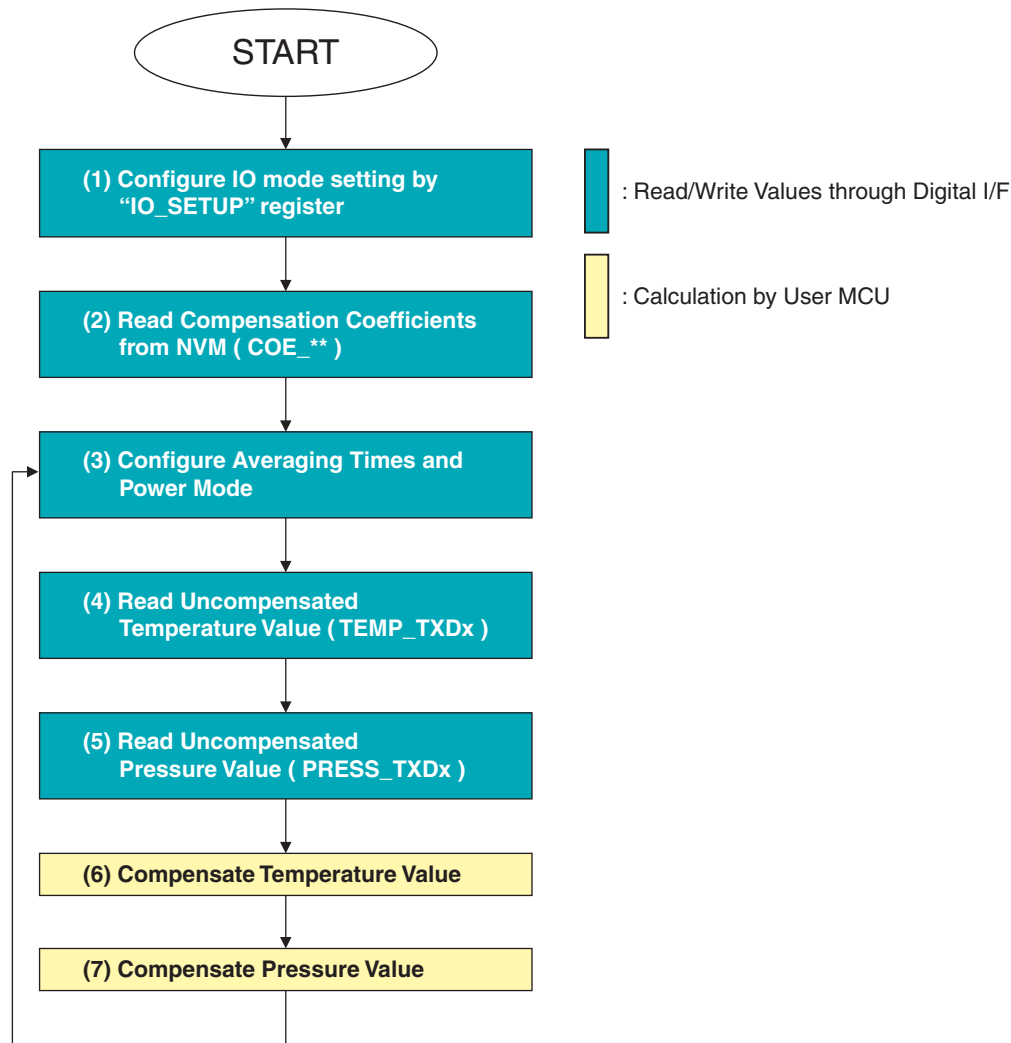 START
(1) Configure IO mode setting by
“IO_SETUP” register
: Read/Write Values through Digital I/F
: Calculation by User MCU
(2) Read Compensation Coefficients
from NVM ( COE_** )
(3) Configure Averaging Times and
Power Mode
(4) Read Uncompensated
Temperature Value ( TEMP_TXDx )
(5) Read Uncompensated
Pressure Value ( PRESS_TXDx )
(6) Compensate Temperature Value
(7) Compensate Pressure Value